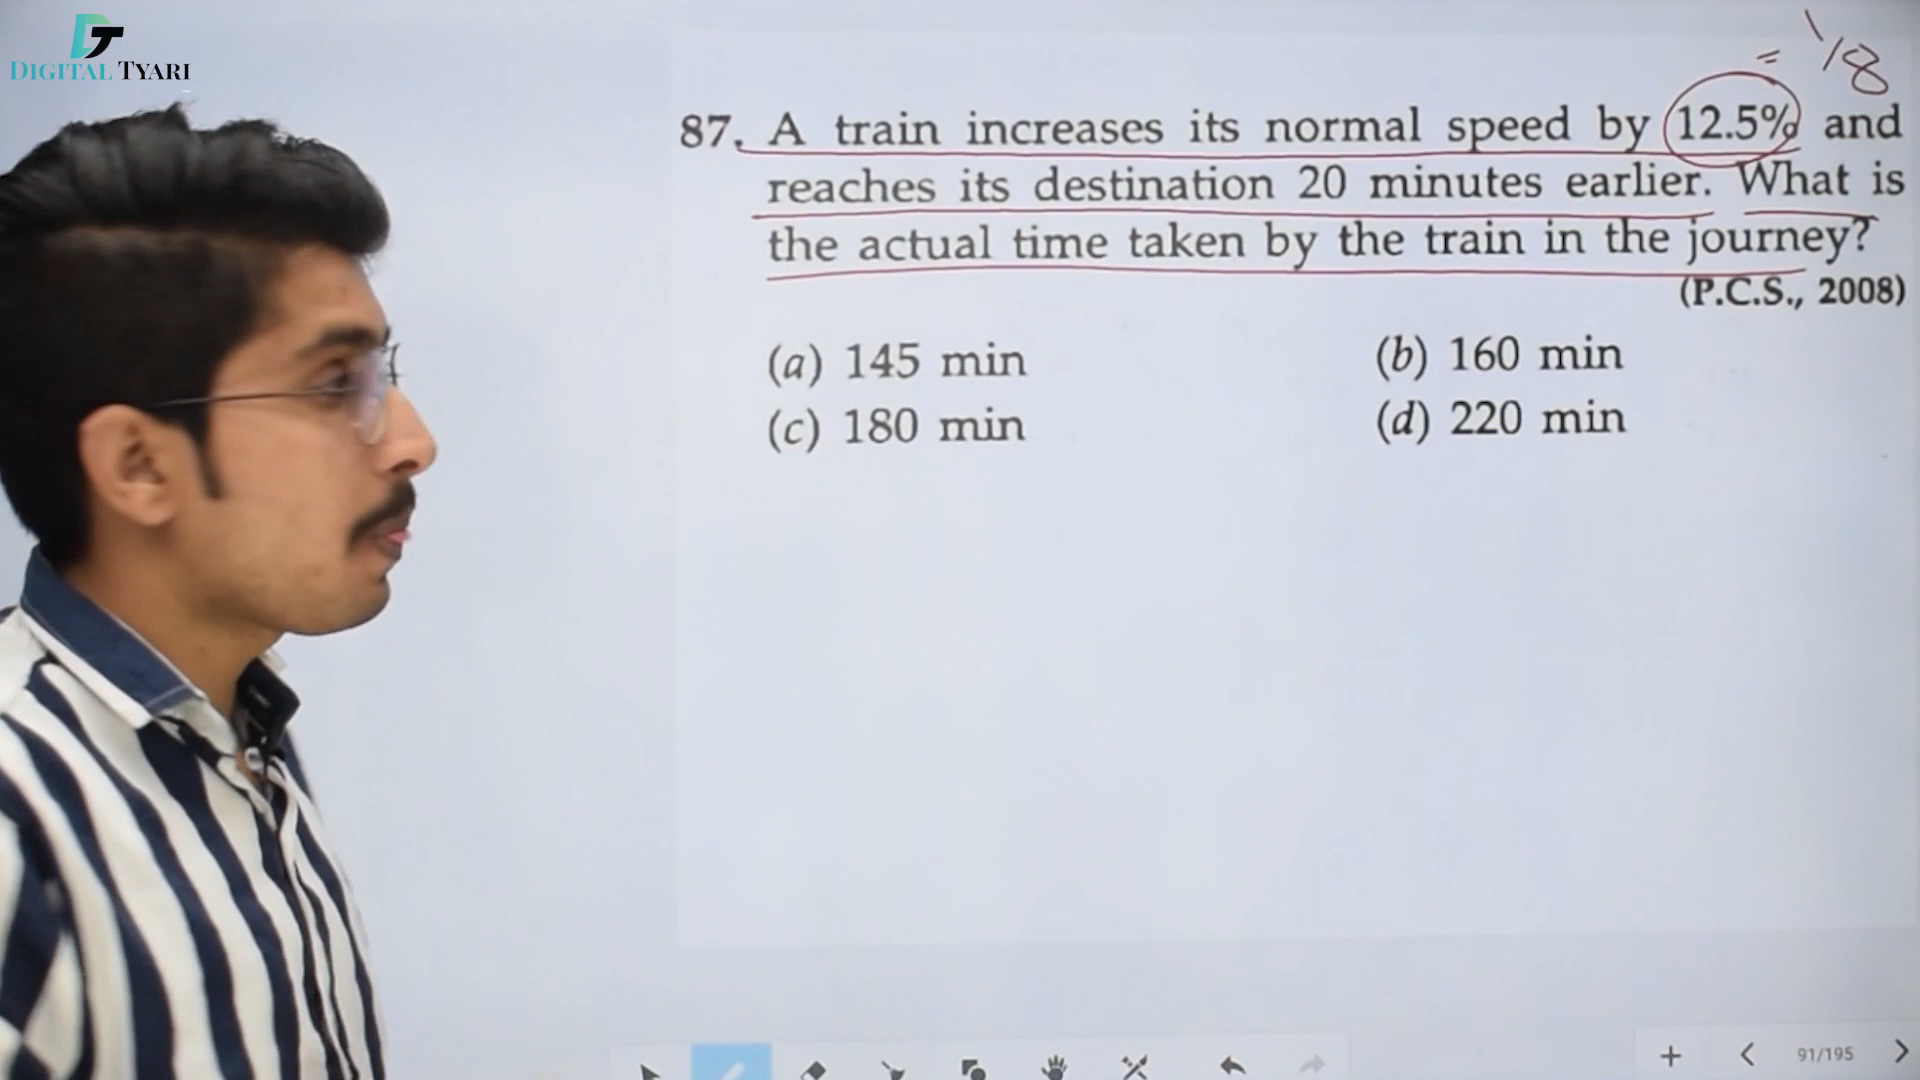 DIGITAL TYARI
= 1/8
87. A train increases its normal speed by 12.5% and
reaches its destination 20 minutes earlier. What is
the actual time taken by the train in the journey?
(P.C.S., 2008)
(a) 145 min (b) 160 min
(c) 180 min (d) 220 min
91/195